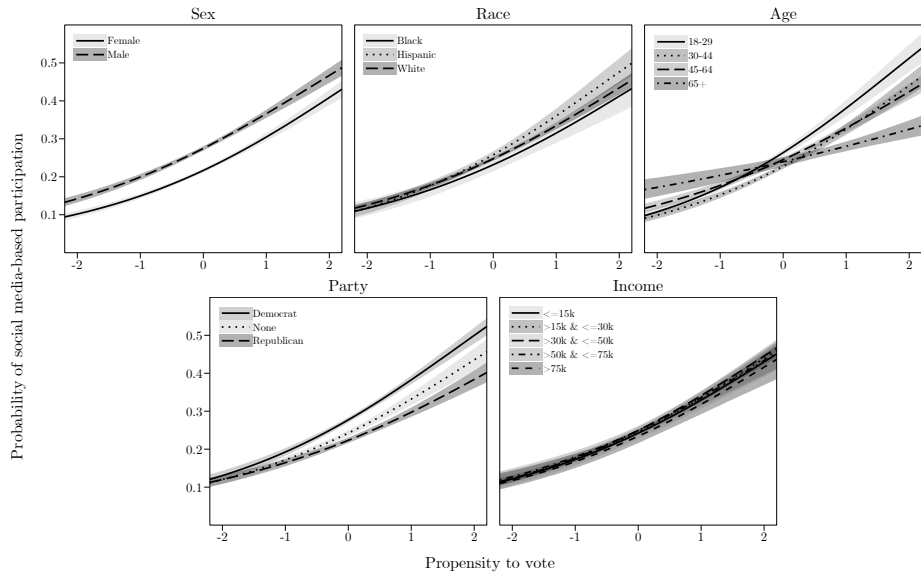 Sex
Female
Male
0.5
0.4
0.3
0.2
0.1
-2 -1 0 1 2
Race
Black
Hispanic
White
-2 -1 0 1 2
Age
18-29
30-44
45-64
65+
-2 -1 0 1 2
Probability of social media-based participation
Party
Democrat
None
Republican
0.5
0.4
0.3
0.2
0.1
-2 -1 0 1 2
Income
<=15k
>15k & <=30k
>30k & <=50k
>50k & <=75k
>75k
-2 -1 0 1 2
Propensity to vote